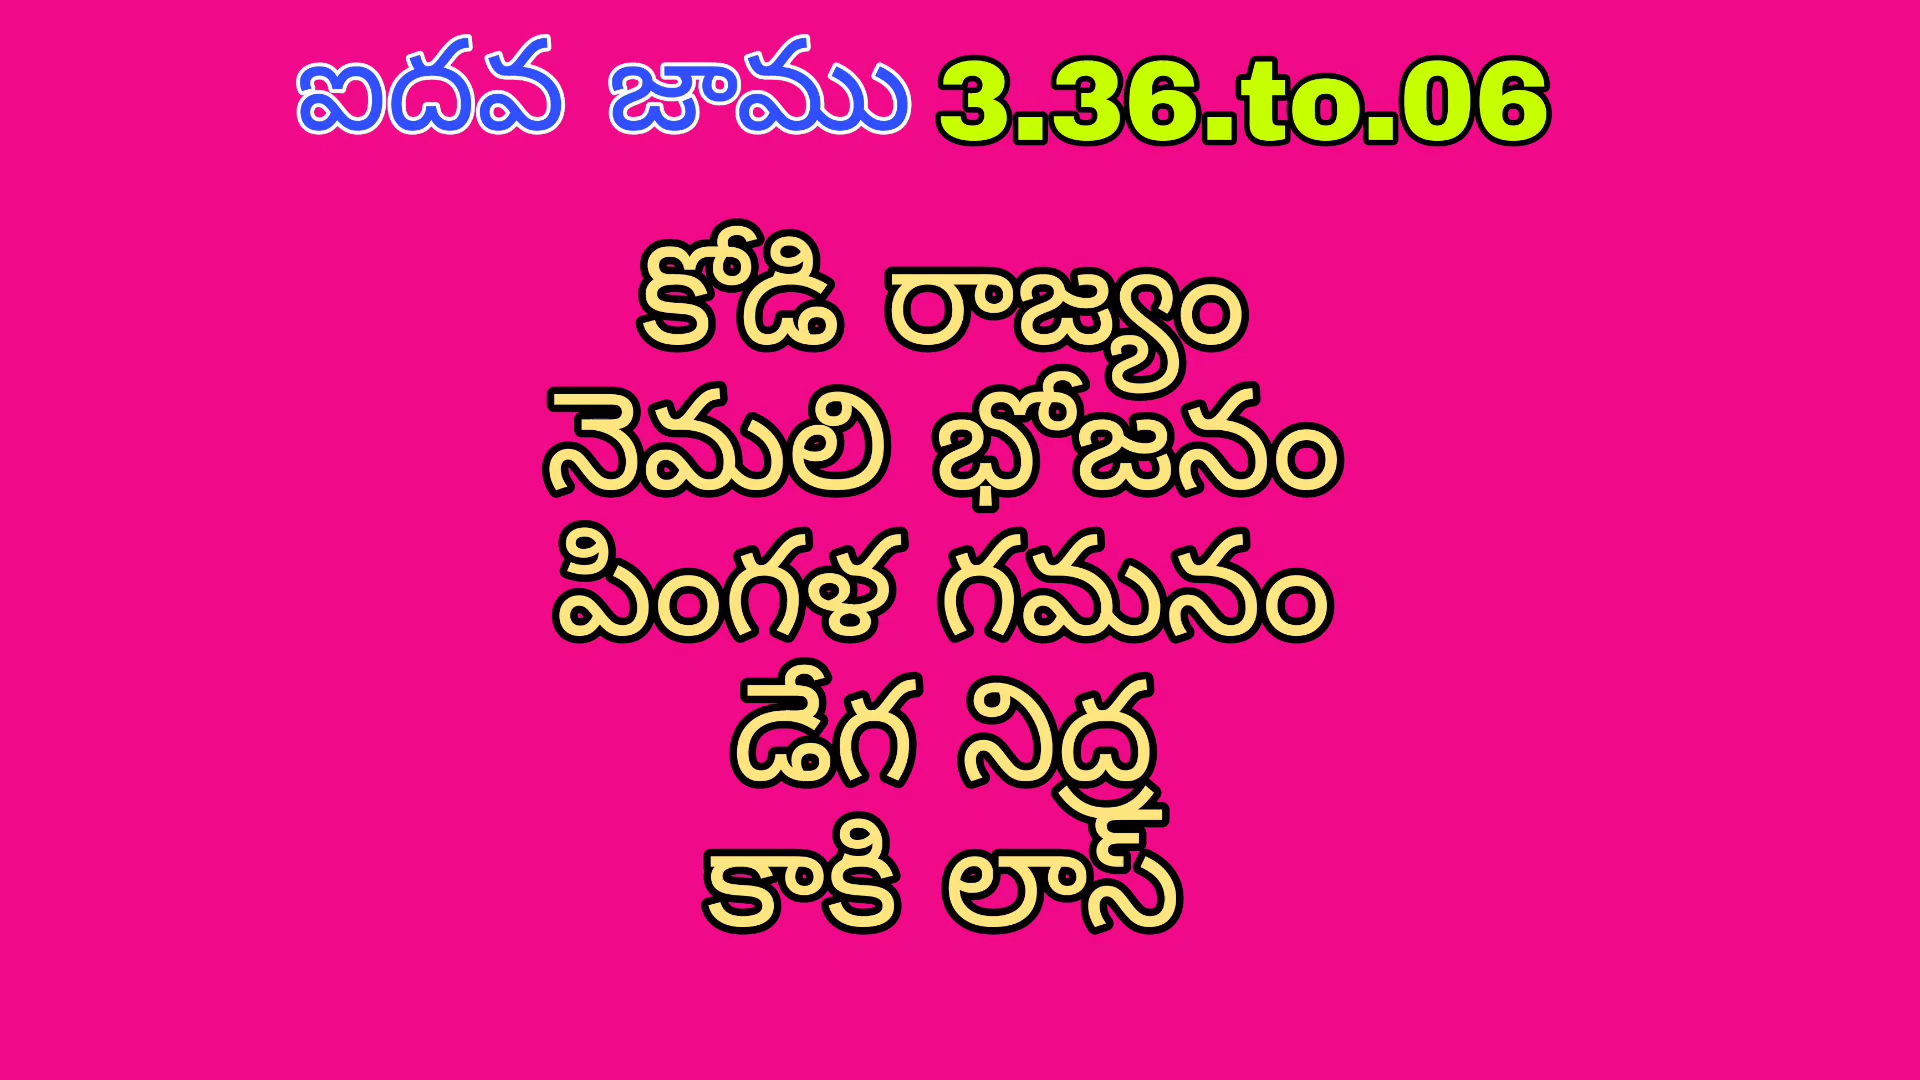 ఐదవ జాము 3.36.to.06
కోడి రాజ్యం
నెమలి భోజనం
పింగళ గమనం
డేగ నిద్ర
కాకి లాస్